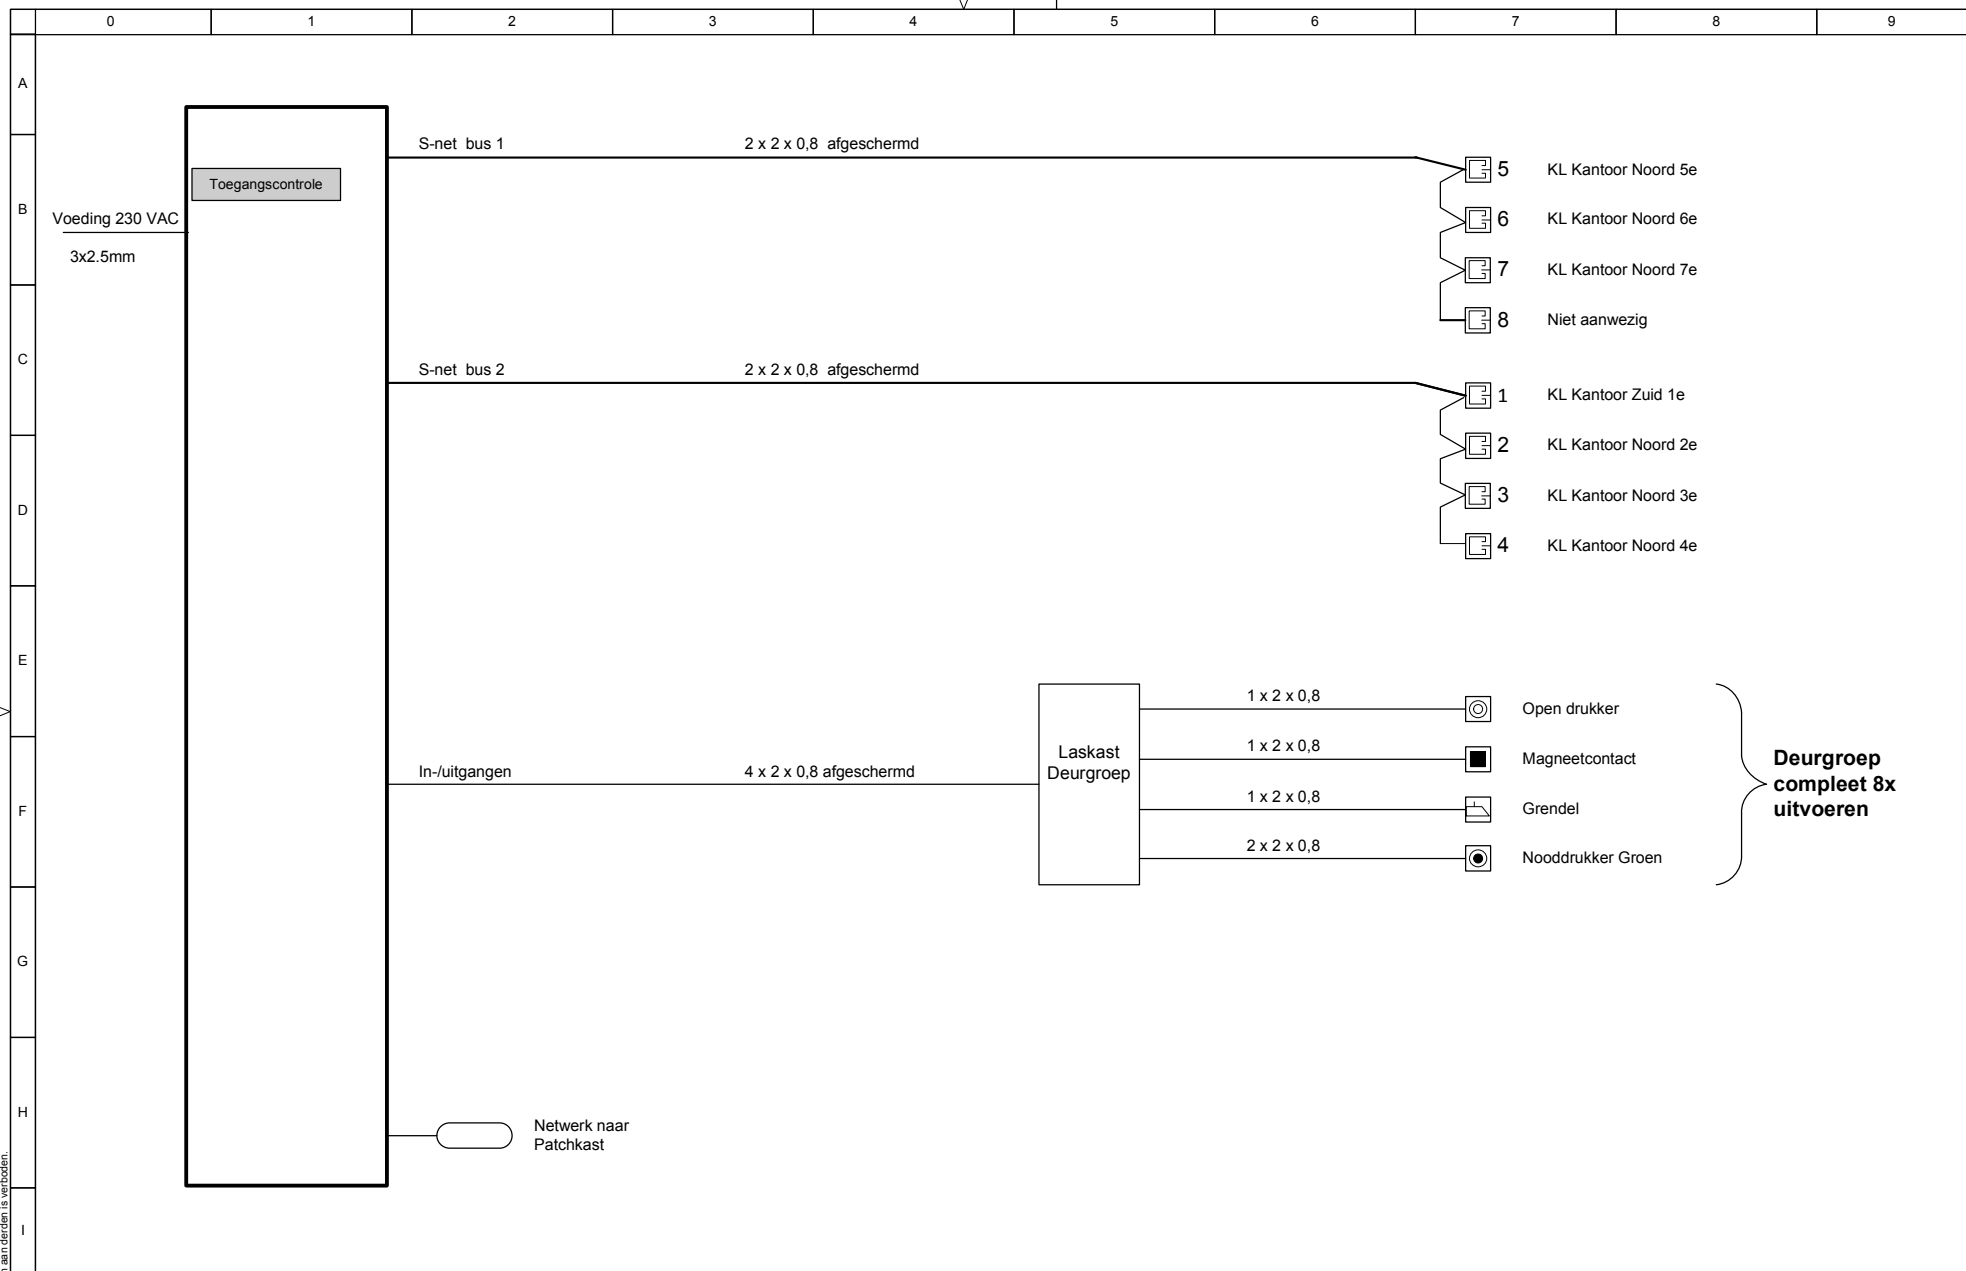 0 1 2 3 4 5 6 7 8 9
A
B
C
D
E
F
G
H
I
Toegangscontrole
Voeding 230 VAC
3x2.5mm
S-net bus 1
2 x 2 x 0,8 afgeschermd
5 KL Kantoor Noord 5e
6 KL Kantoor Noord 6e
7 KL Kantoor Noord 7e
8 Niet aanwezig
S-net bus 2
2 x 2 x 0,8 afgeschermd
1 KL Kantoor Zuid 1e
2 KL Kantoor Noord 2e
3 KL Kantoor Noord 3e
4 KL Kantoor Noord 4e
In-/uitgangen
4 x 2 x 0,8 afgeschermd
Laskast
Deurgroep
1 x 2 x 0,8
Open drukker
1 x 2 x 0,8
Magneetcontact
1 x 2 x 0,8
Grendel
2 x 2 x 0,8
Nooddrukker Groen
Deurgroep
compleet 8x
uitvoeren
Netwerk naar
Patchkast
aan derden is verboden.